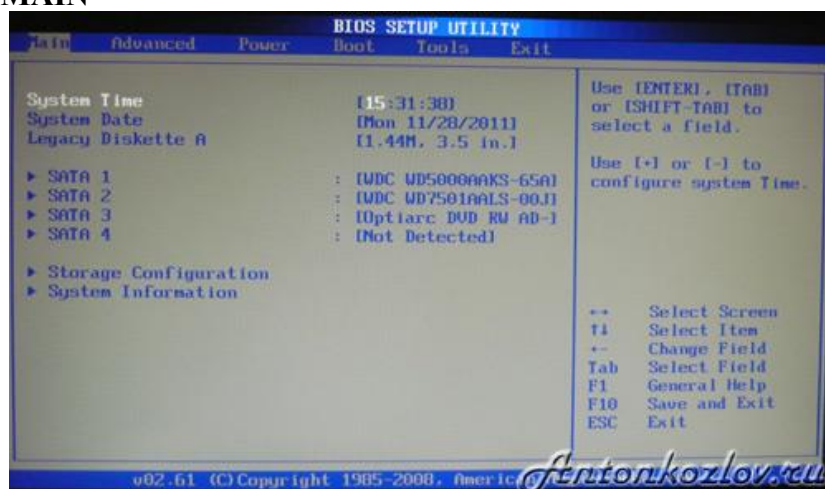 MAIN
BIOS SETUP UTILITY
Main Advanced Power Boot Tools Exit
System Time [15:31:38]
System Date [Mon 11/28/2011]
Legacy Diskette A [1.44M, 3.5 in.]
▶ SATA 1 : [WDC WD5000AAKS-65A]
▶ SATA 2 : [WDC WD7501AALS-00J]
▶ SATA 3 : [Optiarc DVD RW AD-]
▶ SATA 4 : [Not Detected]
▶ Storage Configuration
▶ System Information
Use [ENTER], [TAB]
or [SHIFT-TAB] to
select a field.
Use [+] or [-] to
configure system Time.
←→ Select Screen
↑↓ Select Item
+- Change Field
Tab Select Field
F1 General Help
F10 Save and Exit
ESC Exit
v02.61 (C)Copyright 1985-2008, Americ
Antonkozlov.ru